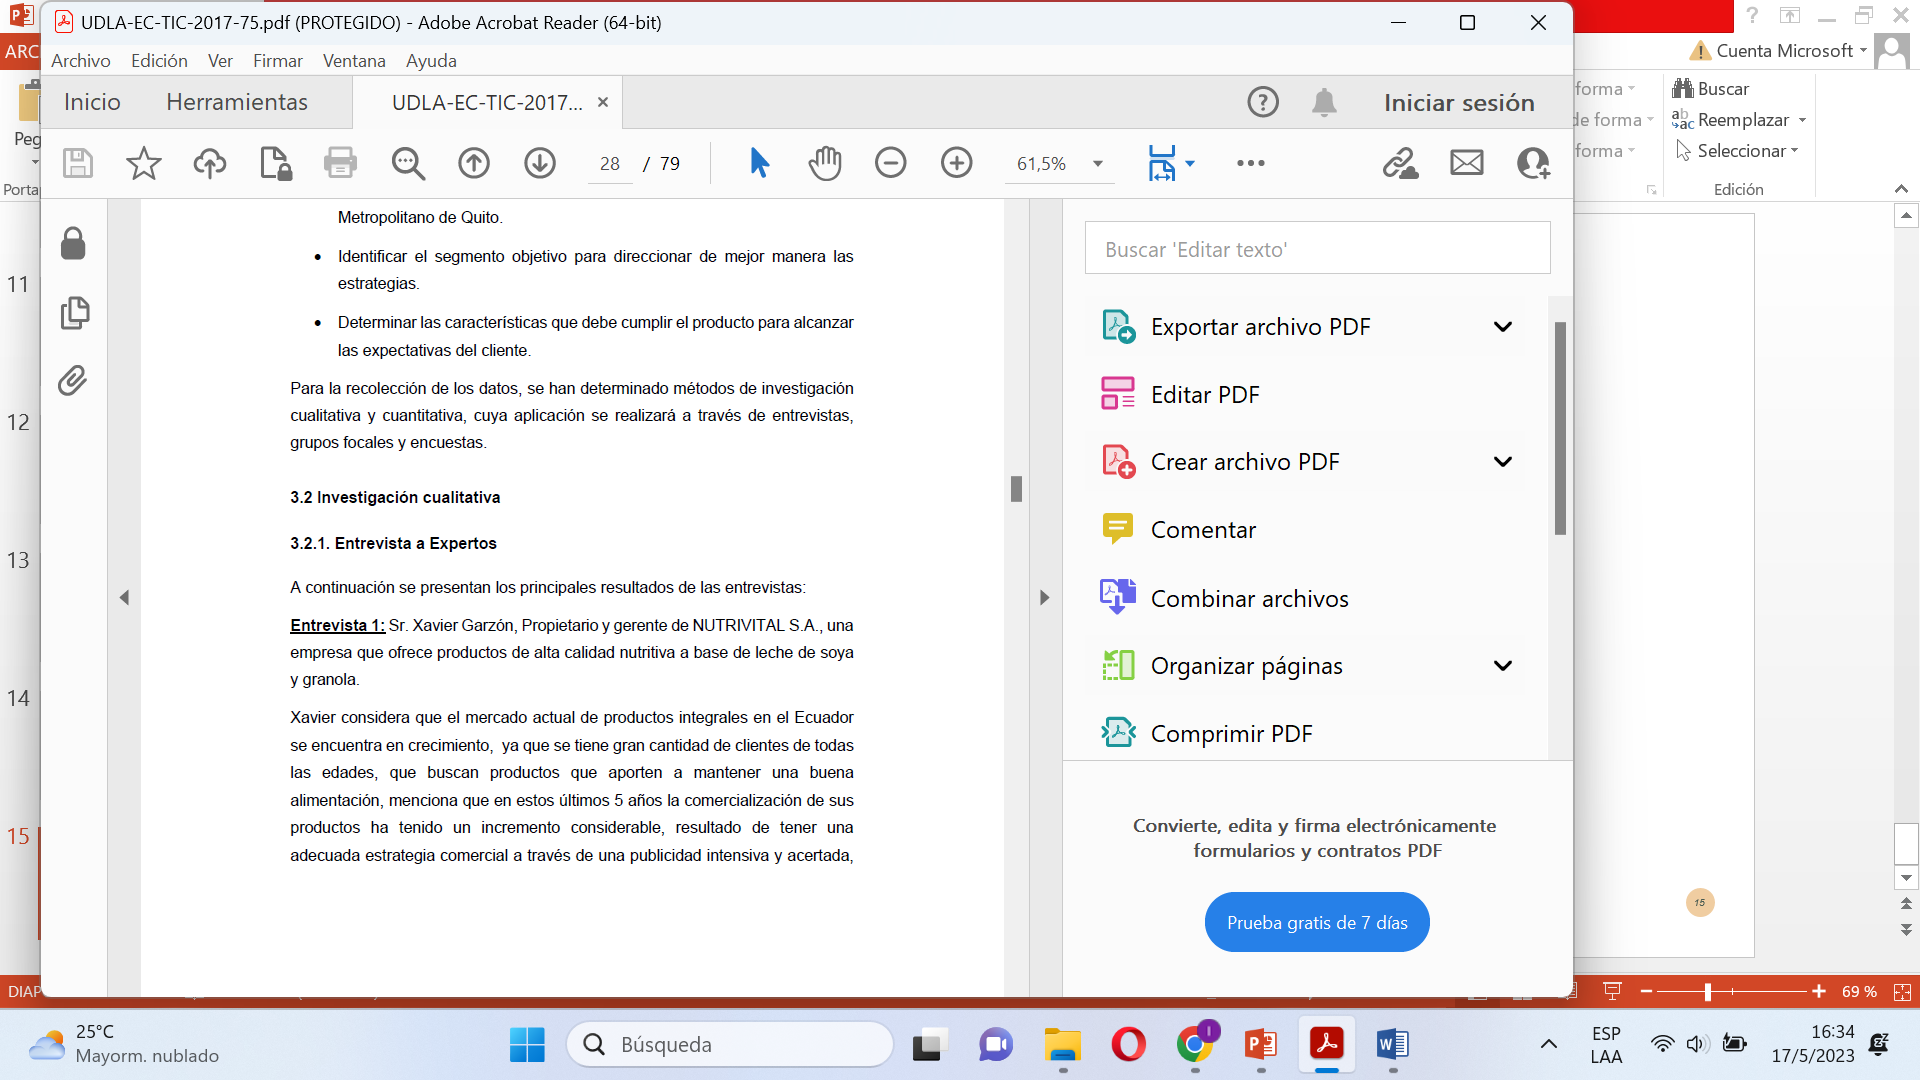 UDLA-EC-TIC-2017-75.pdf (PROTEGIDO) - Adobe Acrobat Reader (64-bit)
ARC
Cuenta Microsoft
Archivo Edición Ver Firmar Ventana Ayuda
Inicio Herramientas UDLA-EC-TIC-2017... Iniciar sesión
forma Buscar
de forma Reemplazar
forma Seleccionar
Peg
Porta
Edición
28 / 79 61,5%
Metropolitano de Quito.
• Identificar el segmento objetivo para direccionar de mejor manera las
estrategias.
• Determinar las características que debe cumplir el producto para alcanzar
las expectativas del cliente.
Para la recolección de los datos, se han determinado métodos de investigación
cualitativa y cuantitativa, cuya aplicación se realizará a través de entrevistas,
grupos focales y encuestas.
3.2 Investigación cualitativa
3.2.1. Entrevista a Expertos
A continuación se presentan los principales resultados de las entrevistas:
Entrevista 1: Sr. Xavier Garzón, Propietario y gerente de NUTRIVITAL S.A., una
empresa que ofrece productos de alta calidad nutritiva a base de leche de soya
y granola.
Xavier considera que el mercado actual de productos integrales en el Ecuador
se encuentra en crecimiento, ya que se tiene gran cantidad de clientes de todas
las edades, que buscan productos que aporten a mantener una buena
alimentación, menciona que en estos últimos 5 años la comercialización de sus
productos ha tenido un incremento considerable, resultado de tener una
adecuada estrategia comercial a través de una publicidad intensiva y acertada,
Buscar 'Editar texto'
Exportar archivo PDF
Editar PDF
Crear archivo PDF
Comentar
Combinar archivos
Organizar páginas
Comprimir PDF
Convierte, edita y firma electrónicamente
formularios y contratos PDF
Prueba gratis de 7 días
11
12
13
14
15
15
DIAP
69 %
25°C
Mayorm. nublado
Búsqueda
ESP
LAA
16:34
17/5/2023